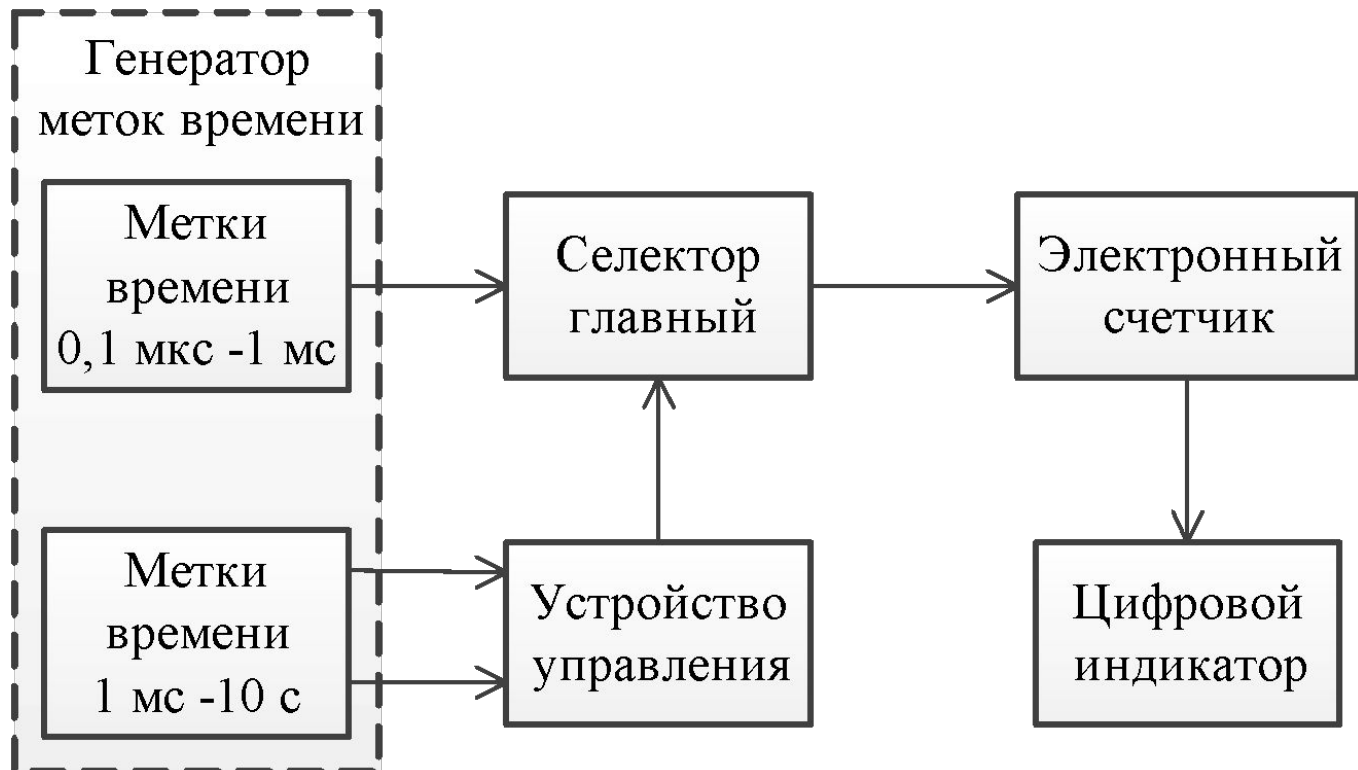 Генератор
меток времени
Метки
времени
0,1 мкс -1 мс
Селектор
главный
Электронный
счетчик
Метки
времени
1 мс -10 с
Устройство
управления
Цифровой
индикатор